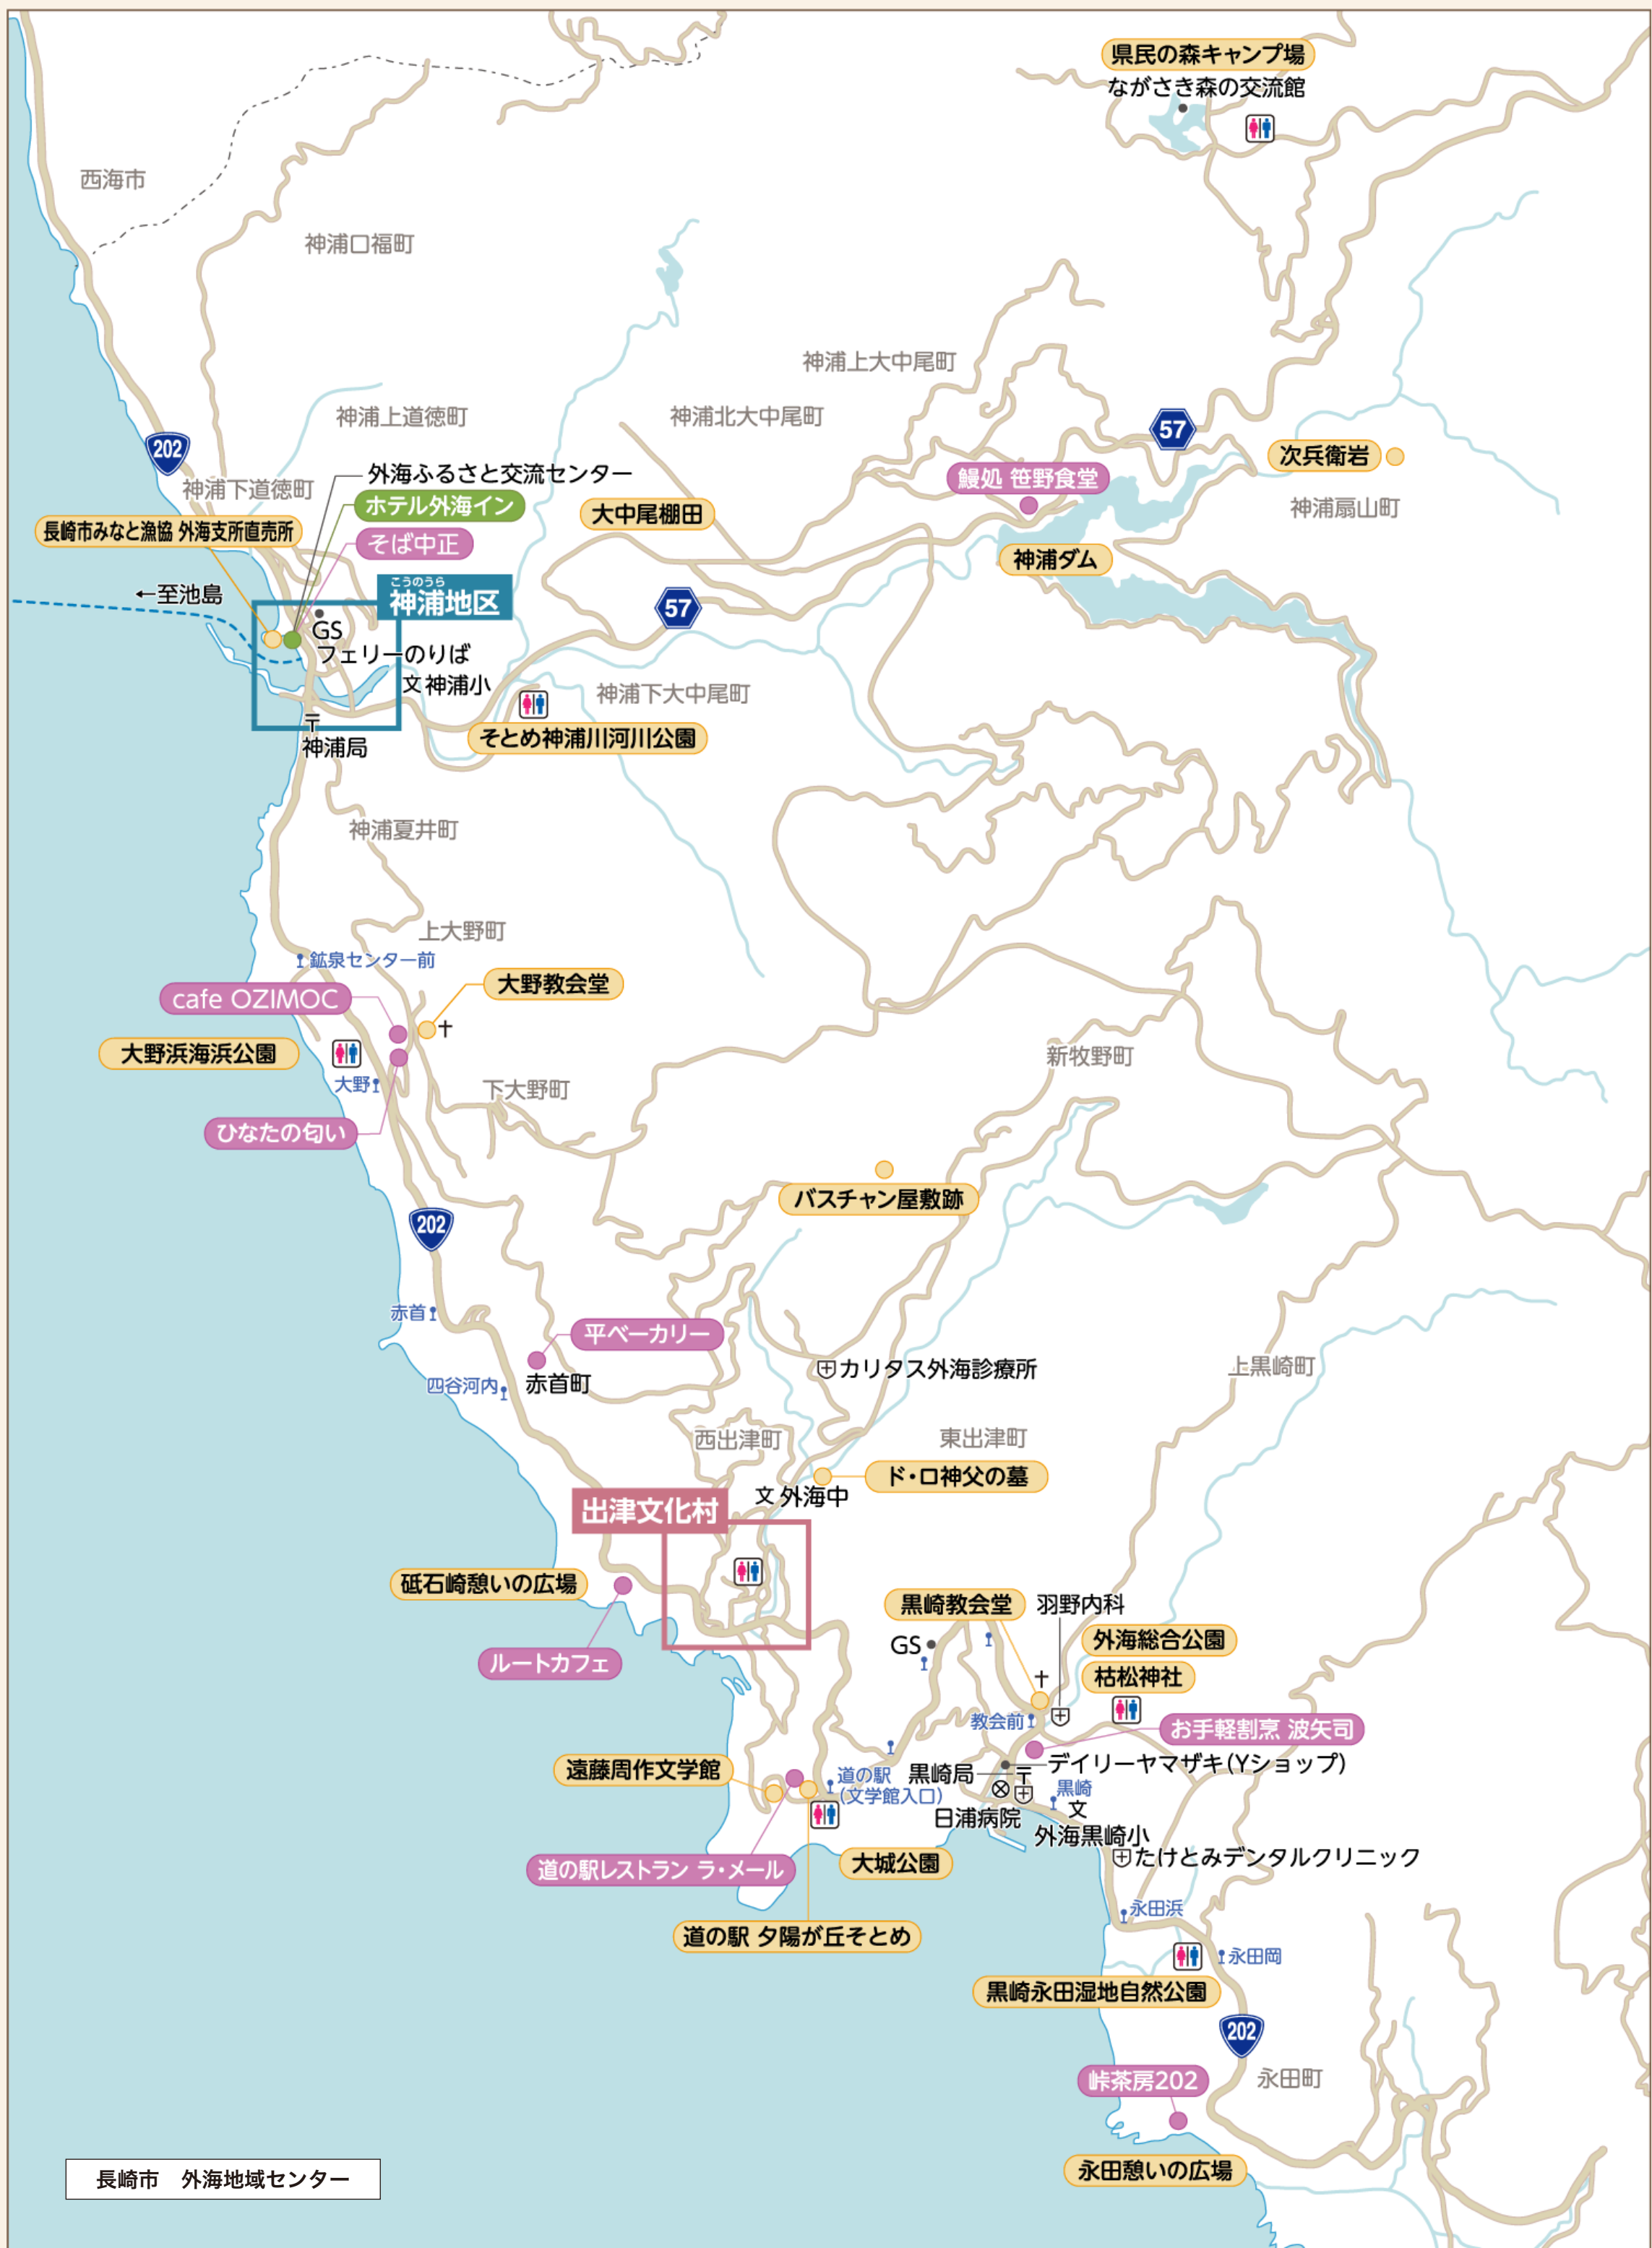 県民の森キャンプ場
ながさき森の交流館
西海市
神浦口福町
神浦上大中尾町
神浦上道徳町
神浦北大中尾町
57
202
次兵衛岩
外海ふるさと交流センター
鰻処 笹野食堂
神浦下道徳町
ホテル外海イン
大中尾棚田
神浦扇山町
長崎市みなと漁協 外海支所直売所
そば中正
神浦ダム
←至池島
こうのうら
神浦地区
57
GS
フェリーのりば
文神浦小
神浦下大中尾町
そとめ神浦川河川公園
〒
神浦局
神浦夏井町
上大野町
鉱泉センター前
大野教会堂
cafe OZIMOC
大野浜海浜公園
新牧野町
大野
下大野町
ひなたの匂い
バスチャン屋敷跡
202
赤首
平ベーカリー
カリタス外海診療所
上黒崎町
四谷河内
赤首町
西出津町
東出津町
ド・ロ神父の墓
文 外海中
出津文化村
砥石崎憩いの広場
黒崎教会堂
羽野内科
GS
外海総合公園
ルートカフェ
枯松神社
教会前
お手軽割烹 波矢司
遠藤周作文学館
道の駅
(文学館入口)
黒崎局
〒
デイリーヤマザキ(Yショップ)
黒崎
文
日浦病院
外海黒崎小
道の駅レストラン ラ・メール
大城公園
たけとみデンタルクリニック
永田浜
道の駅 夕陽が丘そとめ
永田岡
黒崎永田湿地自然公園
202
峠茶房202
永田町
永田憩いの広場
長崎市　外海地域センター